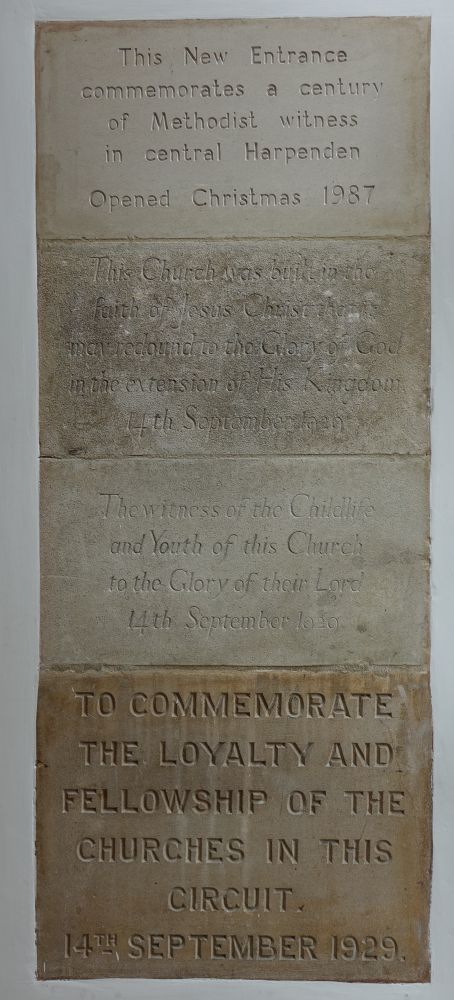 This New Entrance
commemorates a century
of Methodist witness
in central Harpenden
Opened Christmas 1987
This Church was built in the
faith of Jesus Christ that it
may redound to the Glory of God
in the extension of His Kingdom
14th September 1929
The witness of the Childlife
and Youth of this Church
to the Glory of their Lord
14th September 1929
TO COMMEMORATE
THE LOYALTY AND
FELLOWSHIP OF THE
CHURCHES IN THIS
CIRCUIT.
14TH SEPTEMBER 1929.